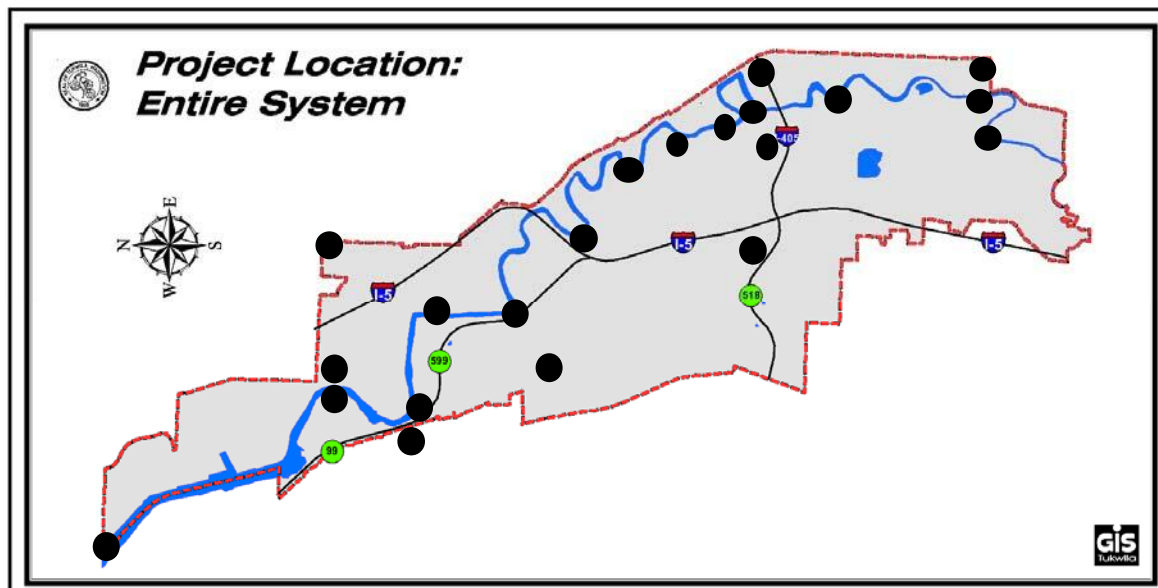 Project Location:
Entire System
E
N
S
W
I-405
I-5
I-5
I-5
518
599
99
GIS
Tukwila